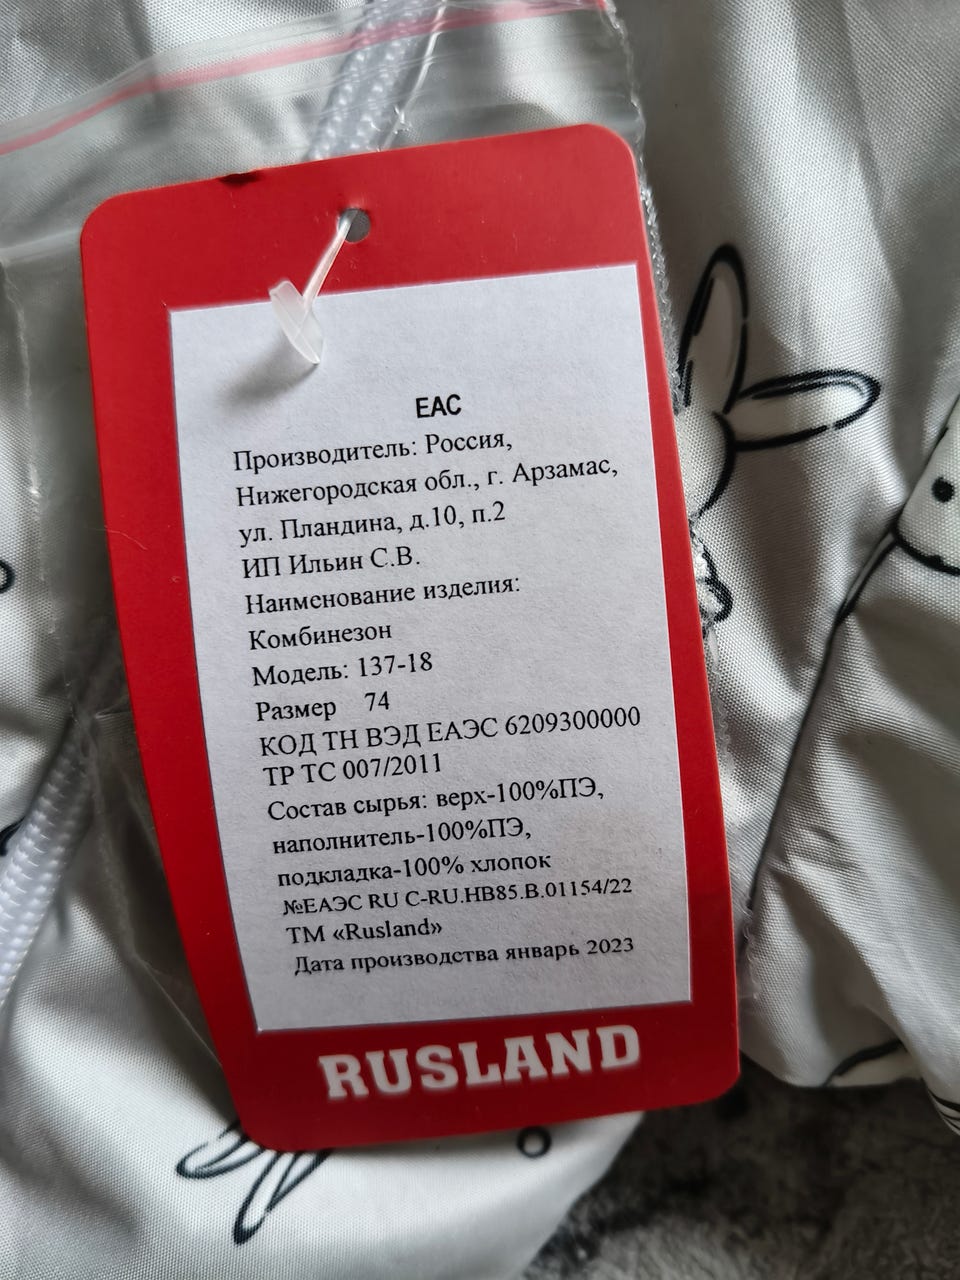 ЕАС
Производитель: Россия,
Нижегородская обл., г. Арзамас,
ул. Пландина, д.10, п.2
ИП Ильин С.В.
Наименование изделия:
Комбинезон
Модель: 137-18
Размер 74
КОД ТН ВЭД ЕАЭС 6209300000
ТР ТС 007/2011
Состав сырья: верх-100%ПЭ,
наполнитель-100%ПЭ,
подкладка-100% хлопок
№ЕАЭС RU C-RU.НВ85.В.01154/22
ТМ «Rusland»
Дата производства январь 2023
RUSLAND